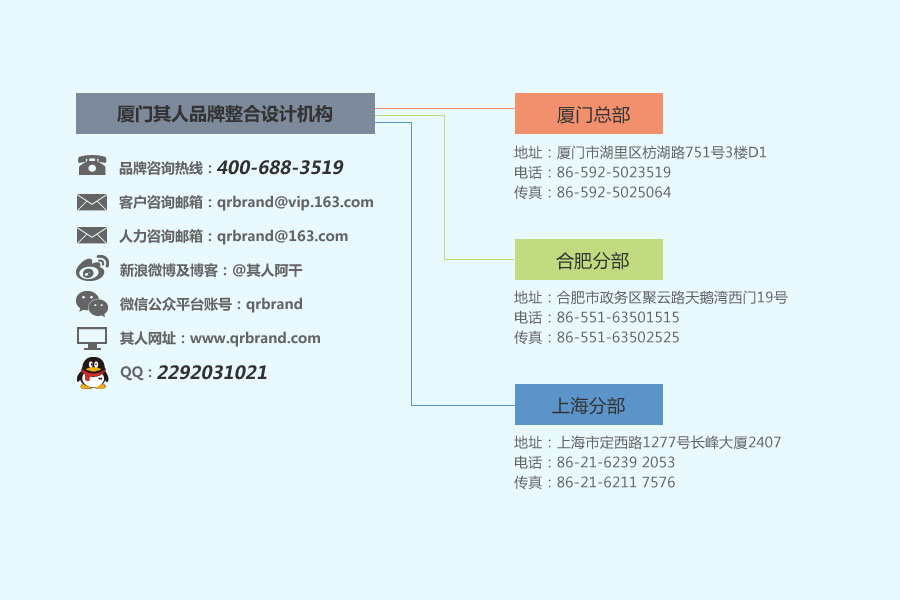 厦门其人品牌整合设计机构
品牌咨询热线：400-688-3519
客户咨询邮箱：qrbrand@vip.163.com
人力咨询邮箱：qrbrand@163.com
新浪微博及博客：@其人阿干
微信公众平台账号：qrbrand
其人网址：www.qrbrand.com
QQ：2292031021
厦门总部
地址：厦门市湖里区枋湖路751号3楼D1
电话：86-592-5023519
传真：86-592-5025064
合肥分部
地址：合肥市政务区聚云路天鹅湾西门19号
电话：86-551-63501515
传真：86-551-63502525
上海分部
地址：上海市定西路1277号长峰大厦2407
电话：86-21-6239 2053
传真：86-21-6211 7576